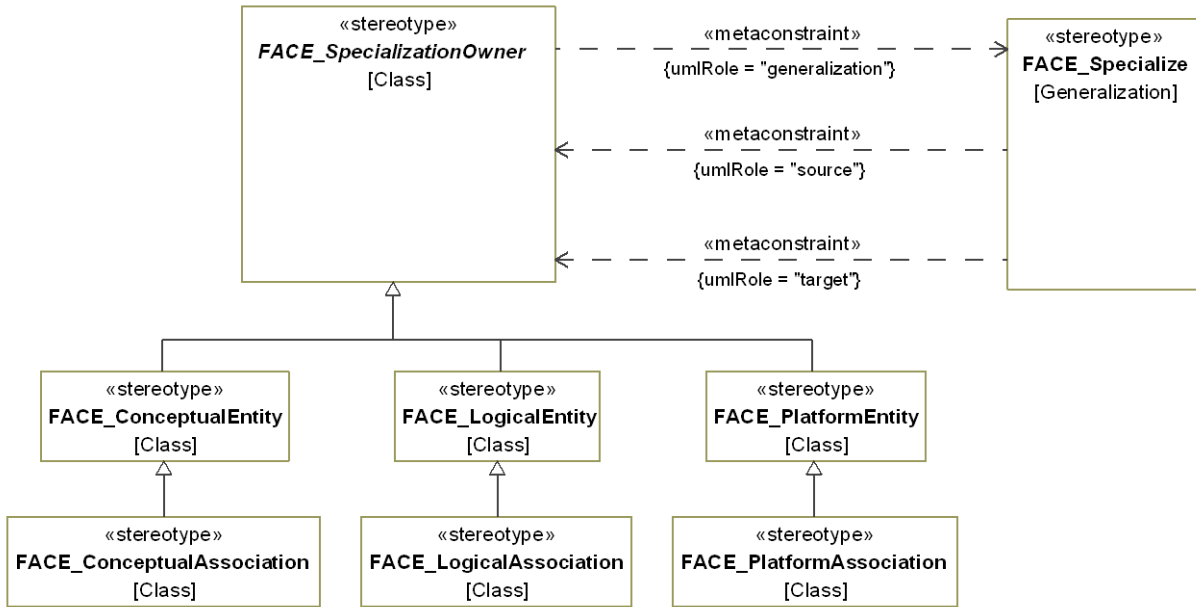 «stereotype»
FACE_SpecializationOwner
[Class]
«metaconstraint»
{umlRole = "generalization"}
«stereotype»
FACE_Specialize
[Generalization]
«metaconstraint»
{umlRole = "source"}
«metaconstraint»
{umlRole = "target"}
«stereotype»
FACE_ConceptualEntity
[Class]
«stereotype»
FACE_LogicalEntity
[Class]
«stereotype»
FACE_PlatformEntity
[Class]
«stereotype»
FACE_ConceptualAssociation
[Class]
«stereotype»
FACE_LogicalAssociation
[Class]
«stereotype»
FACE_PlatformAssociation
[Class]